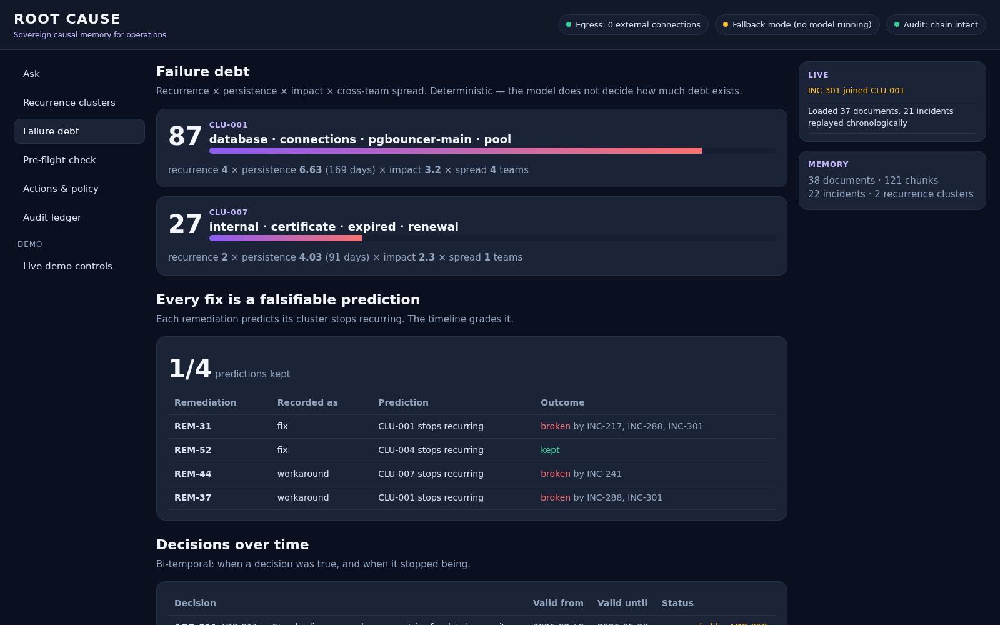 ROOT CAUSE
Sovereign causal memory for operations
Egress: 0 external connections
Fallback mode (no model running)
Audit: chain intact
Ask
Recurrence clusters
Failure debt
Pre-flight check
Actions & policy
Audit ledger
DEMO
Live demo controls
Failure debt
Recurrence × persistence × impact × cross-team spread. Deterministic — the model does not decide how much debt exists.
87
CLU-001
database · connections · pgbouncer-main · pool
recurrence 4 × persistence 6.63 (169 days) × impact 3.2 × spread 4 teams
27
CLU-007
internal · certificate · expired · renewal
recurrence 2 × persistence 4.03 (91 days) × impact 2.3 × spread 1 teams
Every fix is a falsifiable prediction
Each remediation predicts its cluster stops recurring. The timeline grades it.
1/4 predictions kept
Remediation Recorded as Prediction Outcome
REM-31 fix CLU-001 stops recurring broken by INC-217, INC-288, INC-301
REM-52 fix CLU-004 stops recurring kept
REM-44 workaround CLU-007 stops recurring broken by INC-241
REM-37 workaround CLU-001 stops recurring broken by INC-288, INC-301
Decisions over time
Bi-temporal: when a decision was true, and when it stopped being.
Decision Valid from Valid until Status
LIVE
INC-301 joined CLU-001
Loaded 37 documents, 21 incidents
replayed chronologically
MEMORY
38 documents · 121 chunks
22 incidents · 2 recurrence clusters